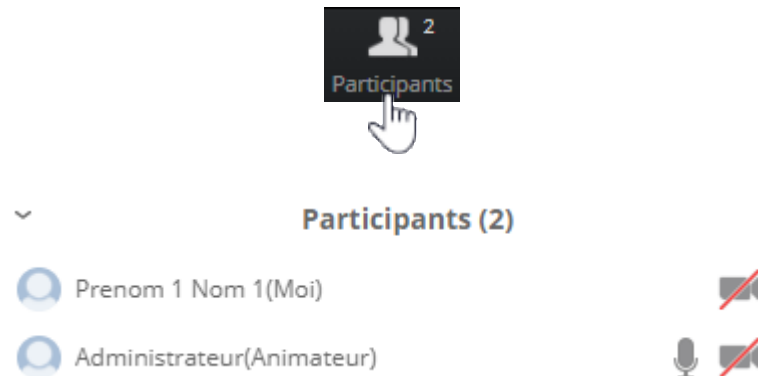 2
Participants
Participants (2)
Prenom 1 Nom 1(Moi)
Administrateur(Animateur)